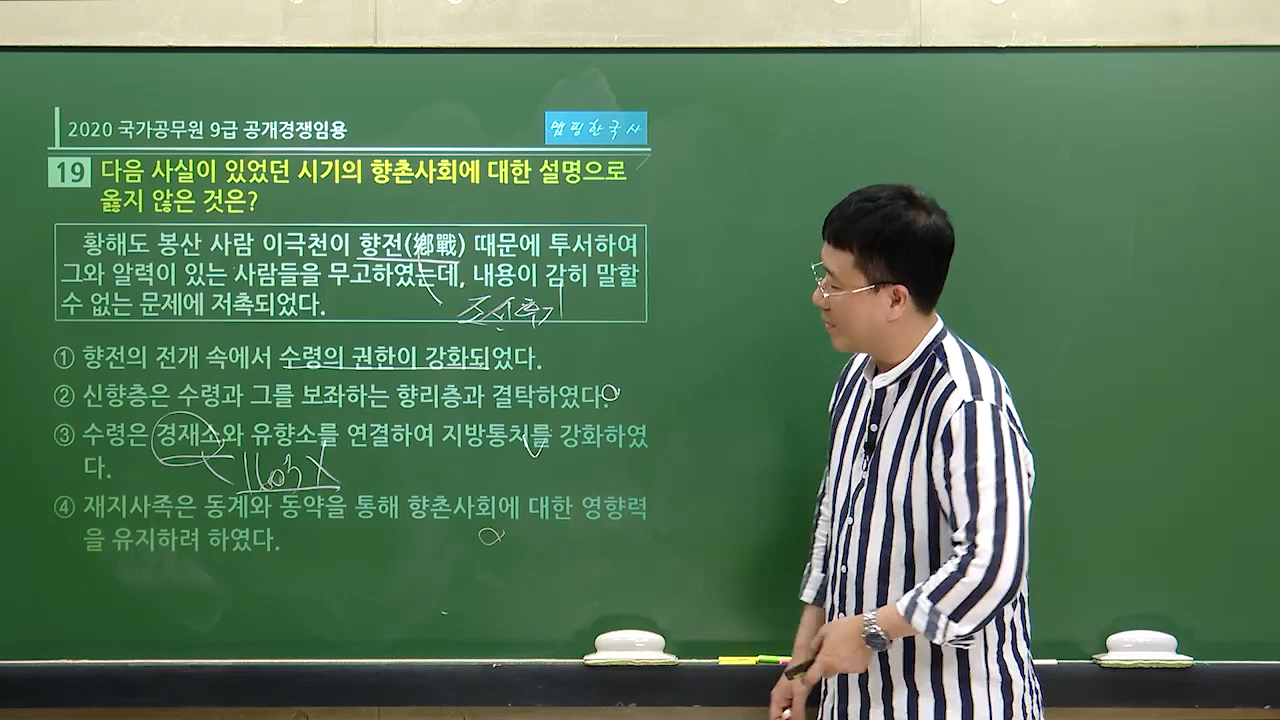 2020 국가공무원 9급 공개경쟁임용
맵핑한국사
19 다음 사실이 있었던 시기의 향촌사회에 대한 설명으로
옳지 않은 것은?
황해도 봉산 사람 이극천이 향전(鄕戰) 때문에 투서하여
그와 알력이 있는 사람들을 무고하였는데, 내용이 감히 말할
수 없는 문제에 저촉되었다.
조선후기
① 향전의 전개 속에서 수령의 권한이 강화되었다.
② 신향층은 수령과 그를 보좌하는 향리층과 결탁하였다.
③ 수령은 경재소와 유향소를 연결하여 지방통치를 강화하였
다.
1603 X
④ 재지사족은 동계와 동약을 통해 향촌사회에 대한 영향력
을 유지하려 하였다.